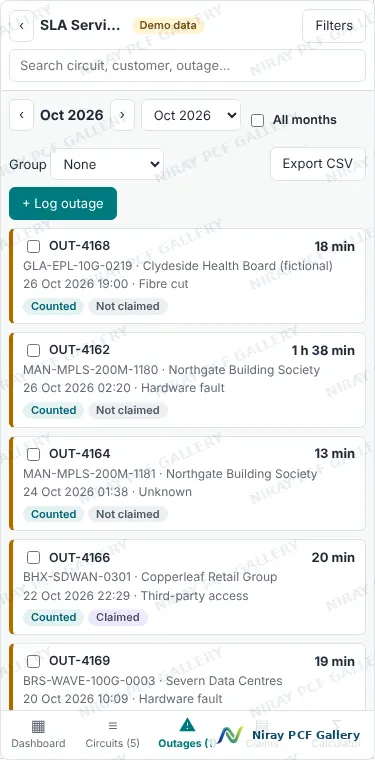 ‹ SLA Servi... Demo data Filters
Search circuit, customer, outage...
‹ Oct 2026 › Oct 2026 All months
Group None Export CSV
+ Log outage
OUT-4168 18 min
GLA-EPL-10G-0219 · Clydeside Health Board (fictional)
26 Oct 2026 19:00 · Fibre cut
Counted Not claimed
OUT-4162 1 h 38 min
MAN-MPLS-200M-1180 · Northgate Building Society
26 Oct 2026 02:20 · Hardware fault
Counted Not claimed
OUT-4164 13 min
MAN-MPLS-200M-1181 · Northgate Building Society
24 Oct 2026 01:38 · Unknown
Counted Not claimed
OUT-4166 20 min
BHX-SDWAN-0301 · Copperleaf Retail Group
22 Oct 2026 22:29 · Third-party access
Counted Claimed
OUT-4169 19 min
BRS-WAVE-100G-0003 · Severn Data Centres
20 Oct 2026 10:09 · Hardware fault
Niray PCF Gallery
Dashboard Circuits (5) Outages ( Claims Calculator
NIRAY PCF GALLERY